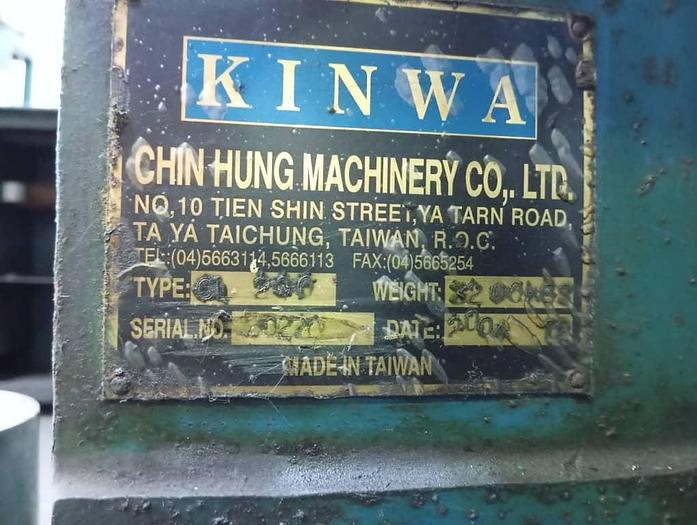 KINWA
CHIN HUNG MACHINERY CO,. LTD.
NO,10 TIEN SHIN STREET,YA TARN ROAD,
TA YA TAICHUNG, TAIWAN, R.O.C.
TEL:(04)5663114,5666113 FAX:(04)5665254
TYPE: WEIGHT:
SERIAL.NO. DATE: 2004
MADE IN TAIWAN